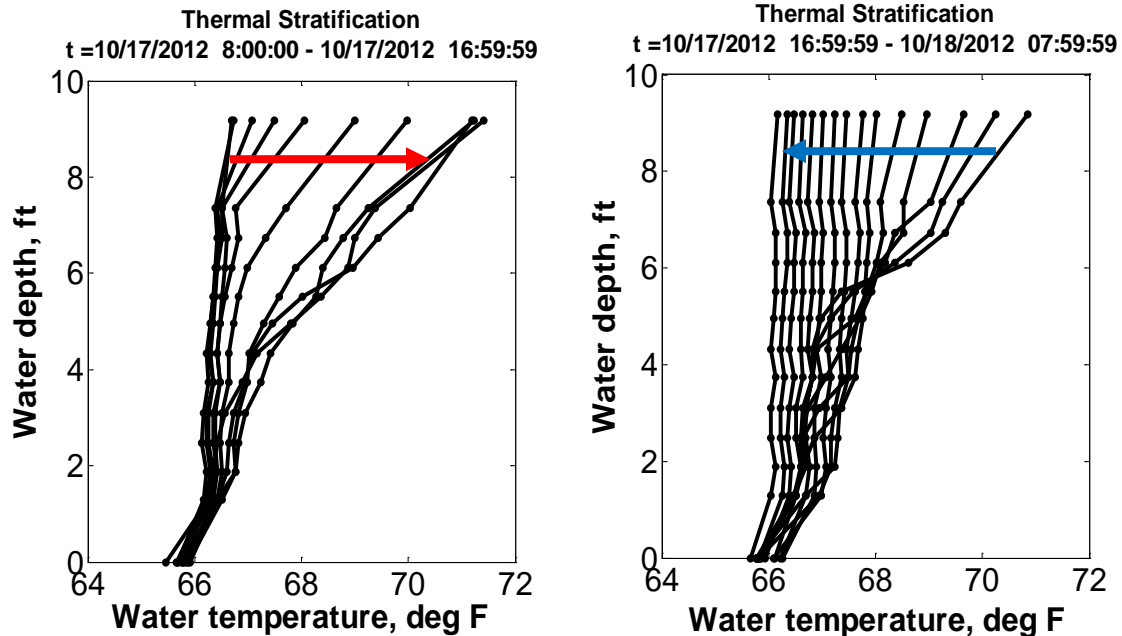 Thermal Stratification
t =10/17/2012 8:00:00 - 10/17/2012 16:59:59
10
8
6
4
2
0
64
66
68
70
72
Water depth, ft
Water temperature, deg F
Thermal Stratification
t =10/17/2012 16:59:59 - 10/18/2012 07:59:59
10
8
6
4
2
0
64
66
68
70
72
Water depth, ft
Water temperature, deg F